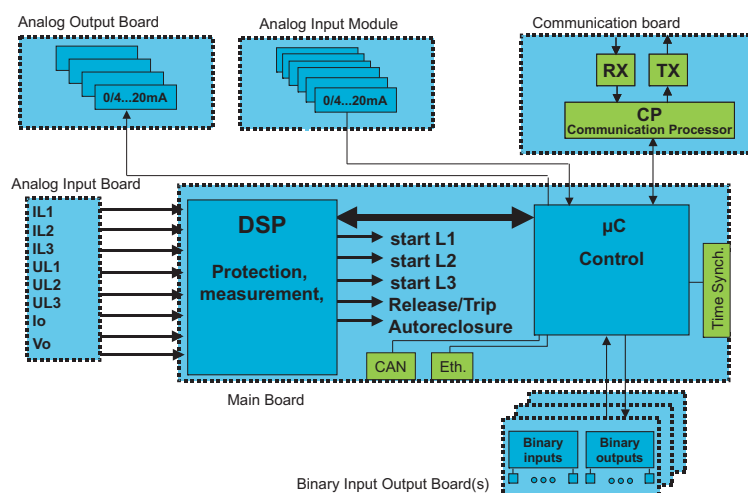 Analog Output Board
Analog Input Module
Communication board
0/4...20mA
0/4...20mA
RX
TX
CP
Communication Processor
Analog Input Board
IL1
IL2
IL3
UL1
UL2
UL3
Io
Vo
DSP
Protection,
measurement,
start L1
start L2
start L3
Release/Trip
Autoreclosure
µC
Control
Time Synch.
CAN
Eth.
Main Board
Binary
inputs
Binary
outputs
Binary Input Output Board(s)